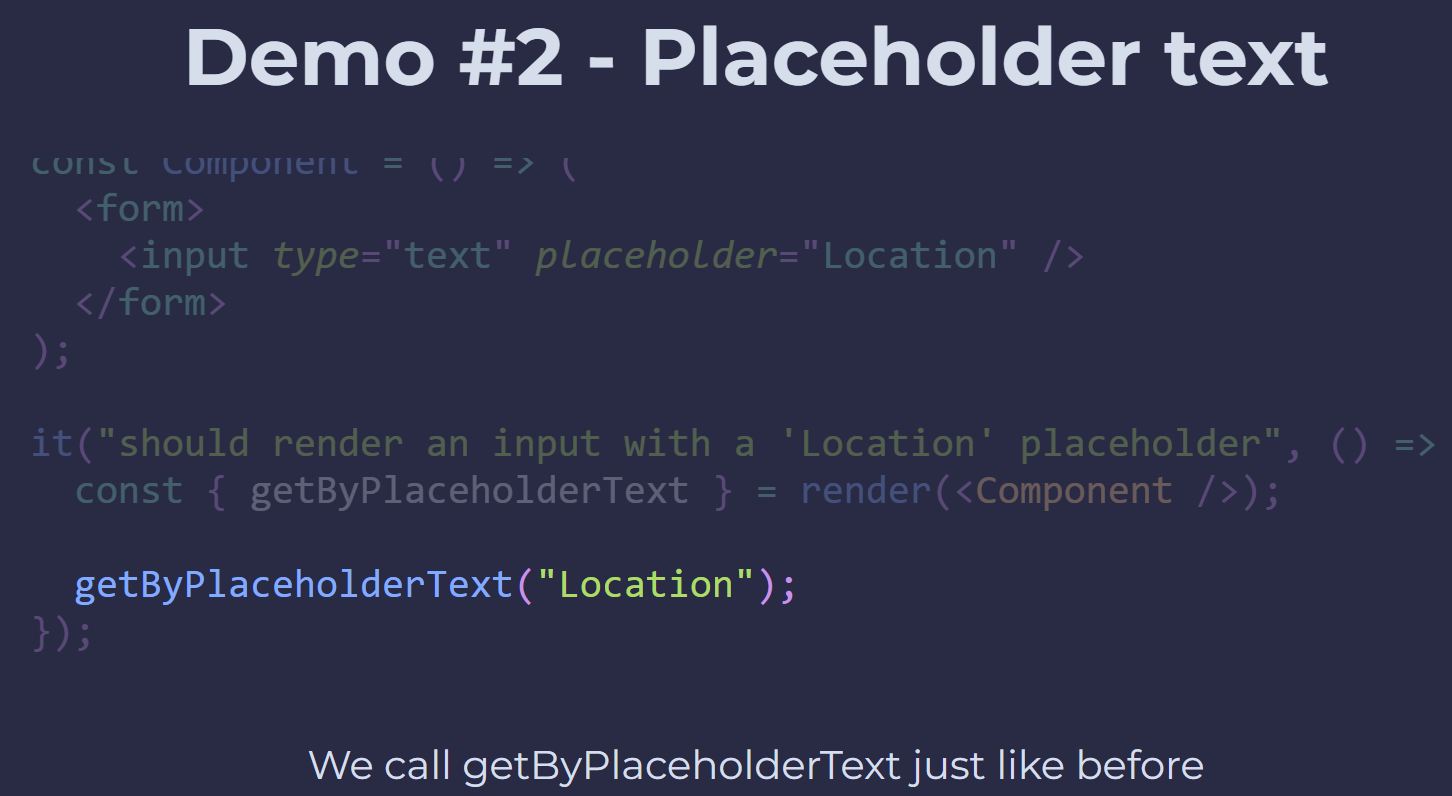 Demo #2 - Placeholder text
const Component = () => (
<form>
<input type="text" placeholder="Location" />
</form>
);
it("should render an input with a 'Location' placeholder", () =>
const { getByPlaceholderText } = render(<Component />);
getByPlaceholderText("Location");
});
We call getByPlaceholderText just like before